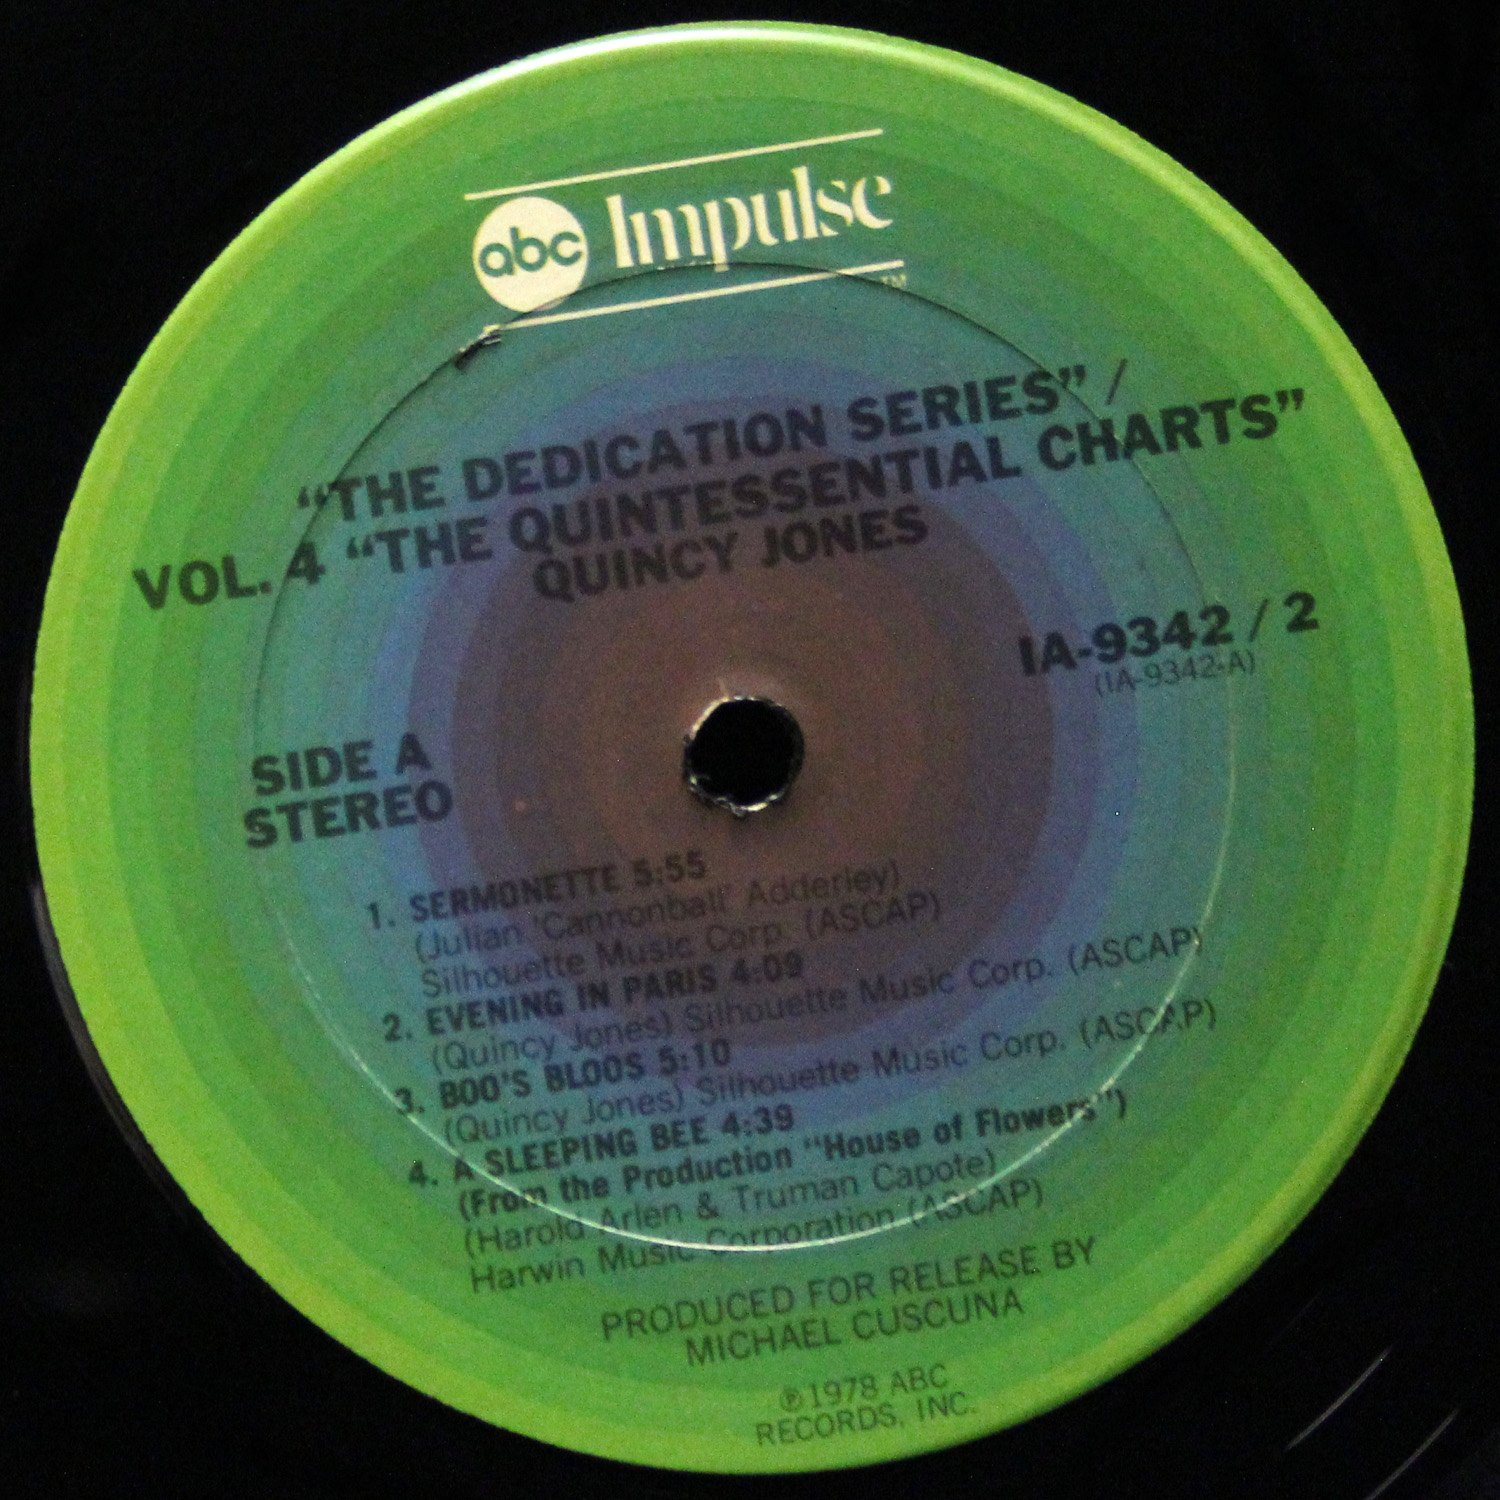 abc Impulse
TM
“THE DEDICATION SERIES” /
VOL. 4 “THE QUINTESSENTIAL CHARTS”
QUINCY JONES
IA-9342 / 2
(IA-9342-A)
SIDE A
STEREO
1. SERMONETTE 5:55
(Julian 'Cannonball' Adderley)
Silhouette Music Corp. (ASCAP)
2. EVENING IN PARIS 4:09
(Quincy Jones) Silhouette Music Corp. (ASCAP)
3. BOO'S BLOOS 5:10
(Quincy Jones) Silhouette Music Corp. (ASCAP)
4. A SLEEPING BEE 4:39
(From the Production “House of Flowers”)
(Harold Arlen & Truman Capote)
Harwin Music Corporation (ASCAP)
PRODUCED FOR RELEASE BY
MICHAEL CUSCUNA
℗1978 ABC
RECORDS, INC.